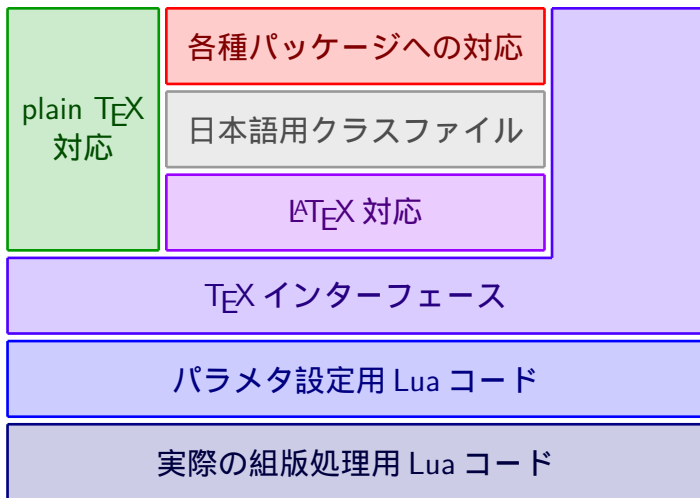 各種パッケージへの対応
plain TEX
対応
日本語用クラスファイル
LATEX 対応
TEX インターフェース
パラメタ設定用 Lua コード
実際の組版処理用 Lua コード